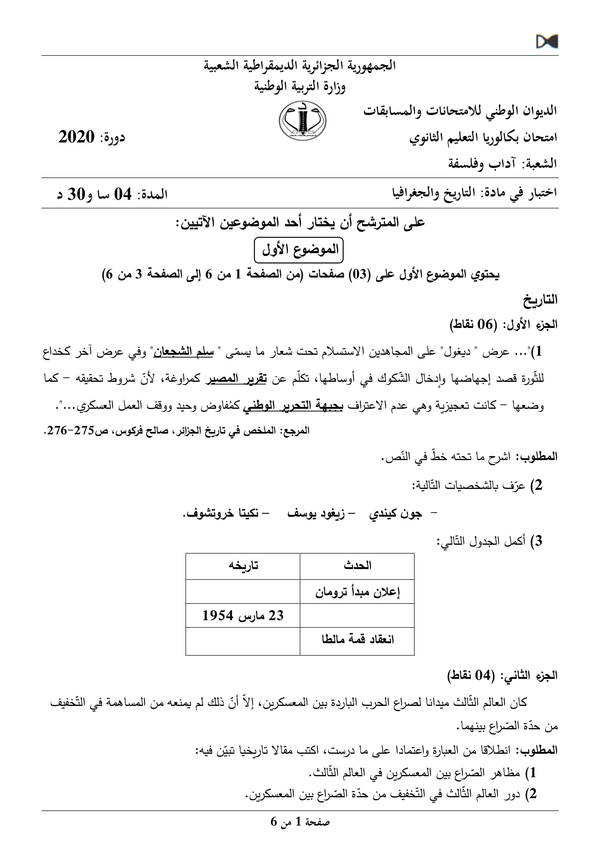 الجمهورية الجزائرية الديمقراطية الشعبية
وزارة التربية الوطنية
الديوان الوطني للامتحانات والمسابقات
امتحان بكالوريا التعليم الثانوي
دورة: 2020
الشعبة: آداب وفلسفة
اختبار في مادة: التاريخ والجغرافيا
المدة: 04 سا و30 د
على المترشح أن يختار أحد الموضوعين الآتيين:
الموضوع الأول
يحتوي الموضوع الأول على (03) صفحات (من الصفحة 1 من 6 إلى الصفحة 3 من 6)
التاريخ
الجزء الأول: (06 نقاط)
1)"... عرض " ديغول" على المجاهدين الاستسلام تحت شعار ما يسمّى " سلم الشجعان" وفي عرض آخر كخداع
للثّورة قصد إجهاضها وإدخال الشّكوك في أوساطها، تكلّم عن تقرير المصير كمراوغة، لأنّ شروط تحقيقه – كما
وضعها – كانت تعجيزية وهي عدم الاعتراف بجبهة التحرير الوطني كمُفاوض وحيد ووقف العمل العسكري...".
المرجع: الملخص في تاريخ الجزائر، صالح فركوس، ص275-276.
المطلوب: اشرح ما تحته خطّ في النّص.
2) عرّف بالشخصيات التّالية:
- جون كيندي – زيغود يوسف – نكيتا خروتشوف.
3) أكمل الجدول التّالي:
الحدث تاريخه
إعلان مبدأ ترومان
23 مارس 1954
انعقاد قمة مالطا
الجزء الثاني: (04 نقاط)
كان العالم الثّالث ميدانا لصراع الحرب الباردة بين المعسكرين، إلاّ أنّ ذلك لم يمنعه من المساهمة في التّخفيف
من حدّة الصّراع بينهما.
المطلوب: انطلاقا من العبارة واعتمادا على ما درست، اكتب مقالا تاريخيا تبيّن فيه:
1) مظاهر الصّراع بين المعسكرين في العالم الثّالث.
2) دور العالم الثّالث في التّخفيف من حدّة الصّراع بين المعسكرين.
صفحة 1 من 6